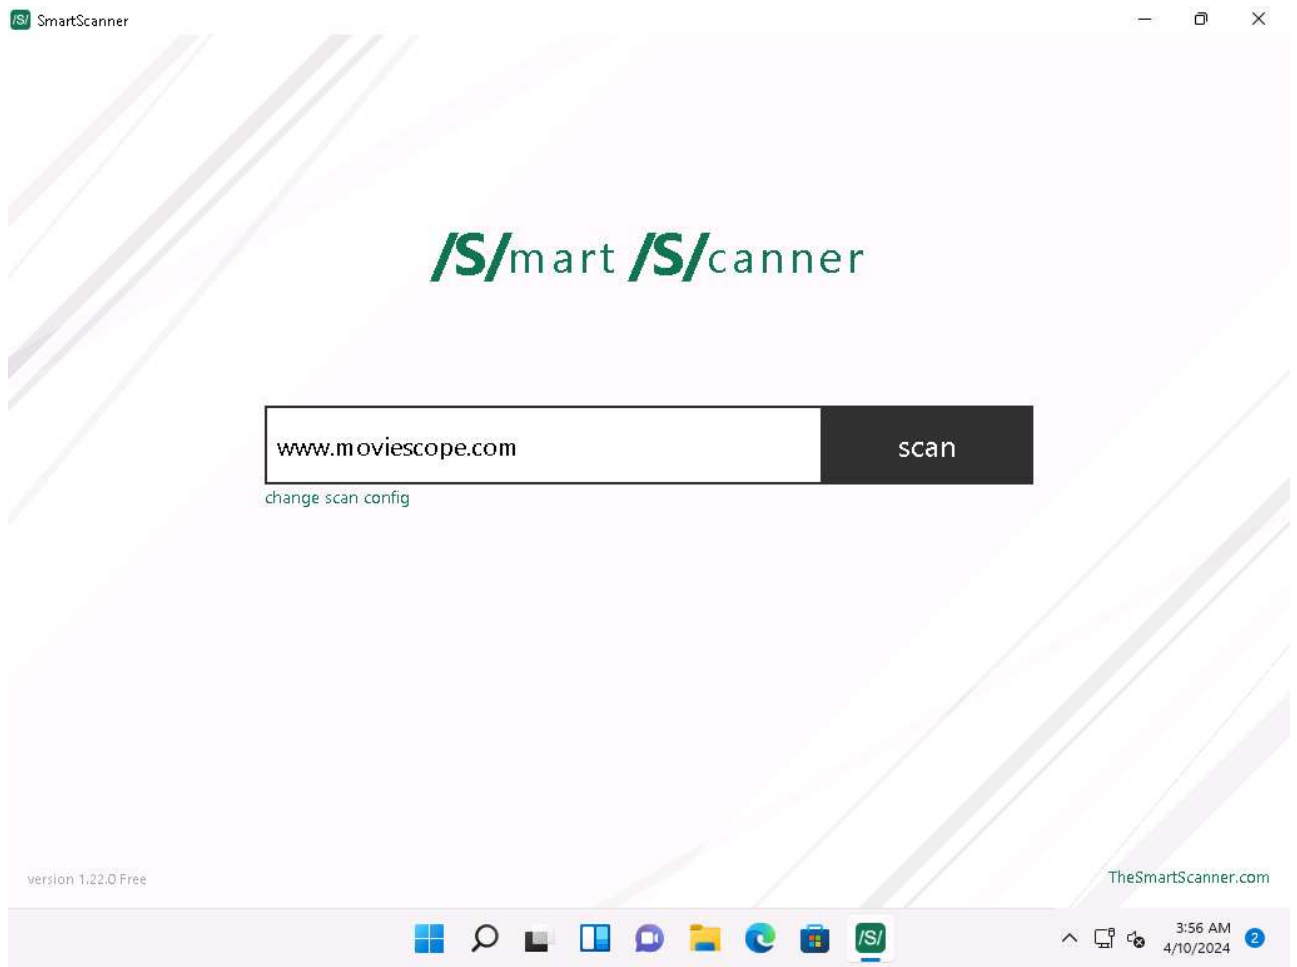 /S/ SmartScanner
/S/mart /S/canner
www.moviescope.com
scan
change scan config
version 1.22.0 Free
TheSmartScanner.com
/S/
3:56 AM
4/10/2024
2